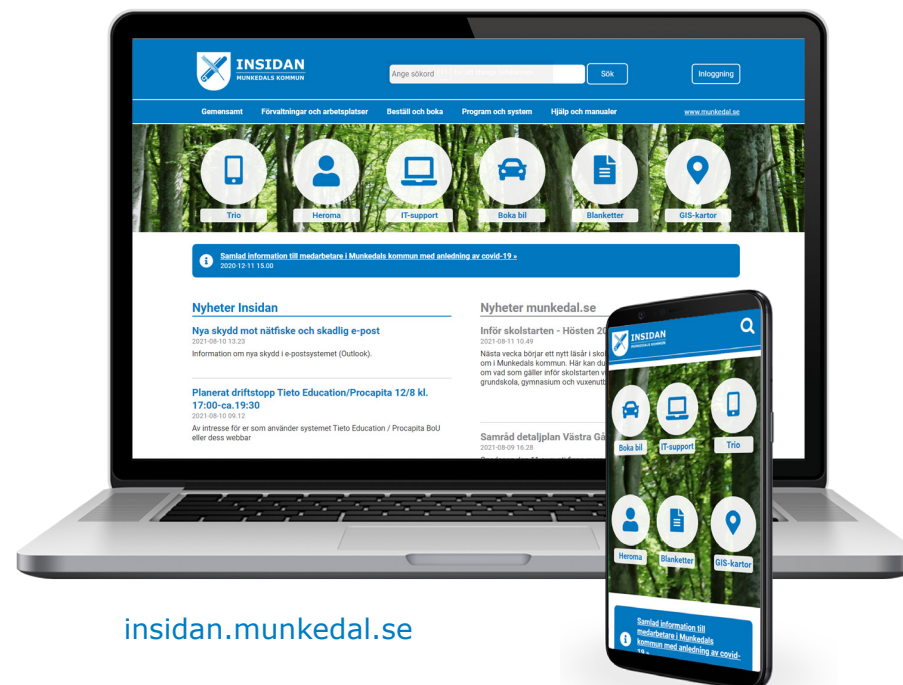 INSIDAN
MUNKEDALS KOMMUN
Ange sökord
Sök
Inloggning
Gemensamt Förvaltningar och arbetsplatser Beställ och boka Program och system Hjälp och manualer www.munkedal.se
Trio Heroma IT-support Boka bil Blanketter GIS-kartor
Samlad information till medarbetare i Munkedals kommun med anledning av covid-19 »
2020-12-11 15.00
Nyheter Insidan
Nya skydd mot nätfiske och skadlig e-post
2021-08-10 13.23
Information om nya skydd i e-postsystemet (Outlook).
Planerat driftstopp Tieto Education/Procapita 12/8 kl.
17:00-ca.19:30
2021-08-10 09.12
Av intresse för er som använder systemet Tieto Education / Procapita BoU
eller dess webbar
Nyheter munkedal.se
Inför skolstarten - Hösten 20
2021-08-11 10.49
Nästa vecka börjar ett nytt läsår i
om i Munkedals kommun. Här kan
om vad som gäller inför skolstarten
grundskola, gymnasium och
Samråd detaljplan Västra
2021-08-09 16.28
INSIDAN
MUNKEDALS KOMMUN
Boka bil IT-support Trio
Heroma Blanketter GIS-kartor
Samlad information till
medarbetare i Munkedals
kommun med anledning av covid-
19 »
insidan.munkedal.se